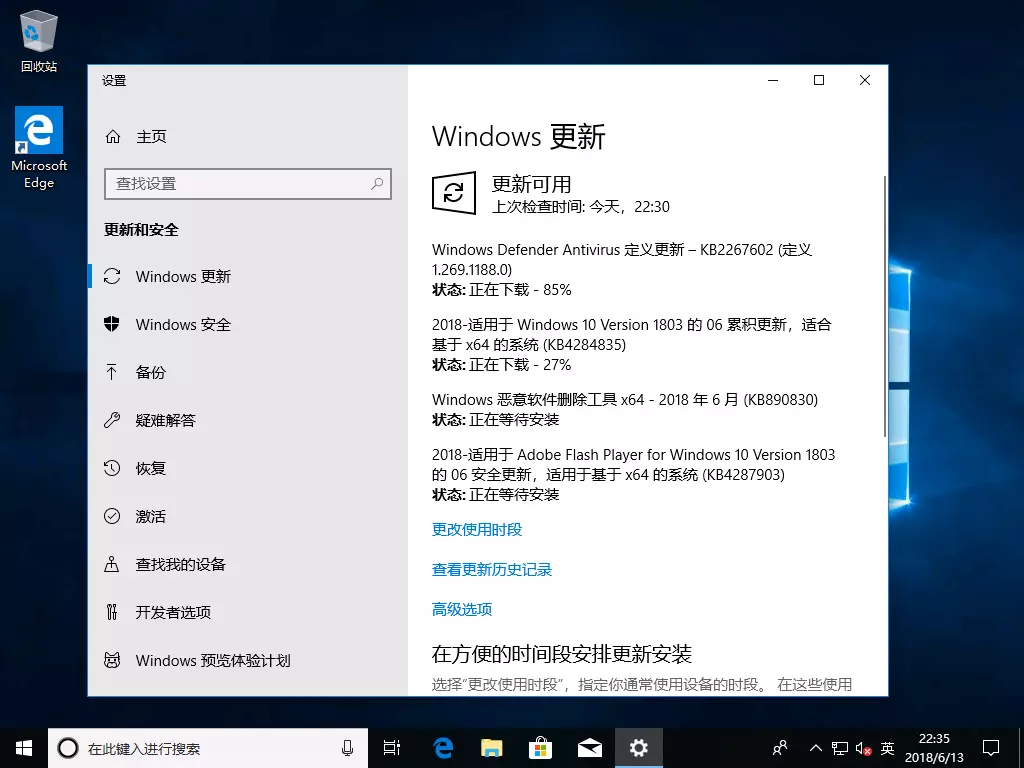 回收站
Microsoft
Edge
设置
主页
查找设置
更新和安全
Windows 更新
Windows 安全
备份
疑难解答
恢复
激活
查找我的设备
开发者选项
Windows 预览体验计划
Windows 更新
更新可用
上次检查时间: 今天，22:30
Windows Defender Antivirus 定义更新 – KB2267602 (定义
1.269.1188.0)
状态: 正在下载 - 85%
2018-适用于 Windows 10 Version 1803 的 06 累积更新，适合
基于 x64 的系统 (KB4284835)
状态: 正在下载 - 27%
Windows 恶意软件删除工具 x64 - 2018 年 6 月 (KB890830)
状态: 正在等待安装
2018-适用于 Adobe Flash Player for Windows 10 Version 1803
的 06 安全更新，适用于基于 x64 的系统 (KB4287903)
状态: 正在等待安装
更改使用时段
查看更新历史记录
高级选项
在方便的时间段安排更新安装
选择“更改使用时段”，指定你通常使用设备的时段。 在这些使用
在此键入进行搜索
英
22:35
2018/6/13